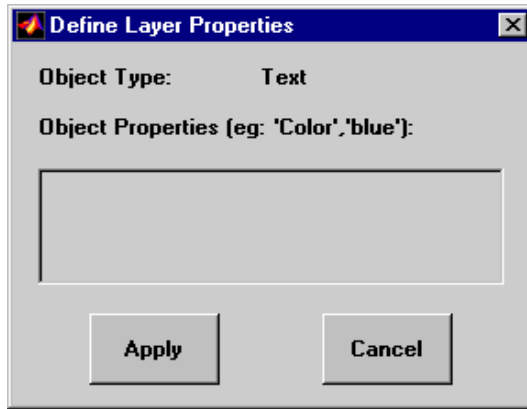 Define Layer Properties
Object Type: Text
Object Properties (eg: 'Color','blue'):
Apply Cancel